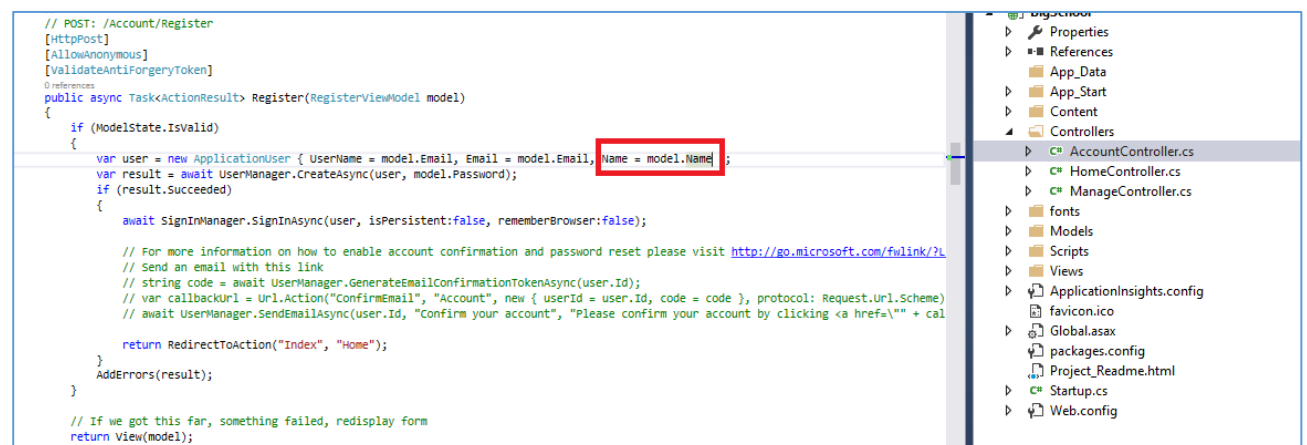 // POST: /Account/Register
[HttpPost]
[AllowAnonymous]
[ValidateAntiForgeryToken]
0 references
public async Task<ActionResult> Register(RegisterViewModel model)
{
if (ModelState.IsValid)
{
var user = new ApplicationUser { UserName = model.Email, Email = model.Email, Name = model.Name ;
var result = await UserManager.CreateAsync(user, model.Password);
if (result.Succeeded)
{
await SignInManager.SignInAsync(user, isPersistent:false, rememberBrowser:false);
// For more information on how to enable account confirmation and password reset please visit http://go.microsoft.com/fwlink/?L
// Send an email with this link
// string code = await UserManager.GenerateEmailConfirmationTokenAsync(user.Id);
// var callbackUrl = Url.Action("ConfirmEmail", "Account", new { userId = user.Id, code = code }, protocol: Request.Url.Scheme)
// await UserManager.SendEmailAsync(user.Id, "Confirm your account", "Please confirm your account by clicking <a href=\"" + cal
return RedirectToAction("Index", "Home");
}
AddErrors(result);
}
// If we got this far, something failed, redisplay form
return View(model);
BigSchool
Properties
References
App_Data
App_Start
Content
Controllers
C# AccountController.cs
C# HomeController.cs
C# ManageController.cs
fonts
Models
Scripts
Views
ApplicationInsights.config
favicon.ico
Global.asax
packages.config
Project_Readme.html
C# Startup.cs
Web.config